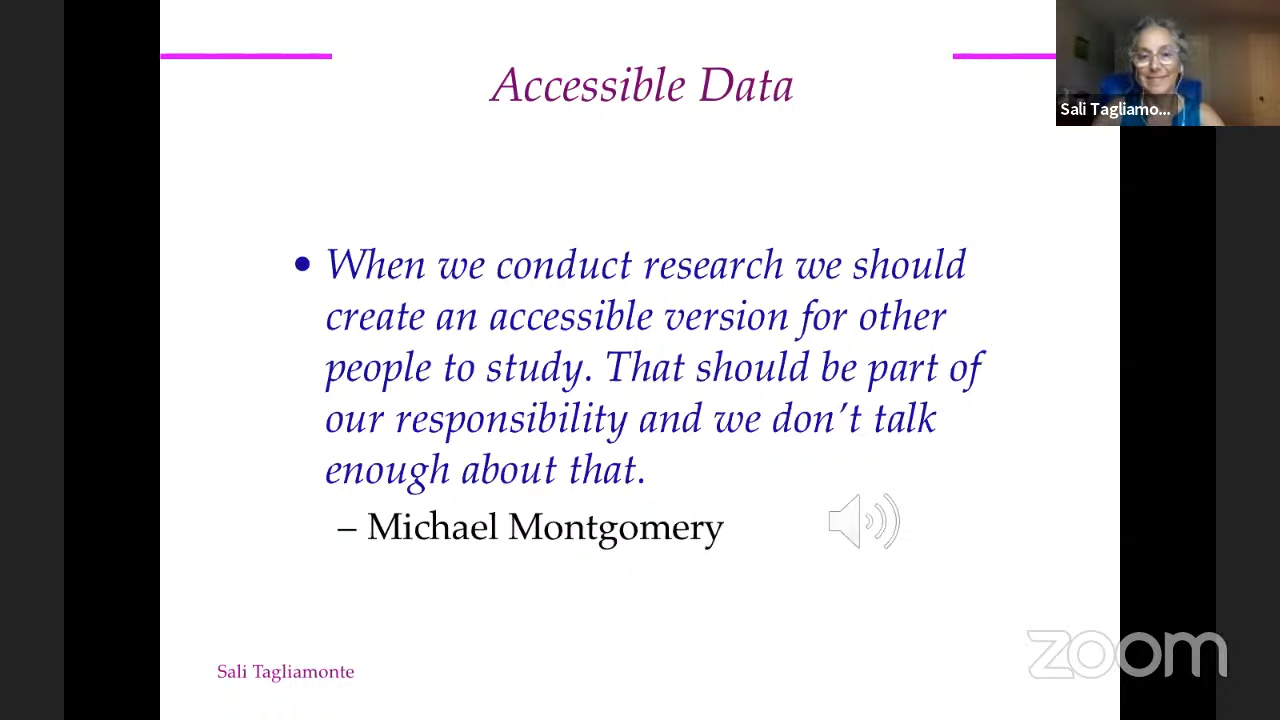 Accessible Data
Sali Tagliamo...
• When we conduct research we should
create an accessible version for other
people to study. That should be part of
our responsibility and we don’t talk
enough about that.
– Michael Montgomery
zoom
Sali Tagliamonte